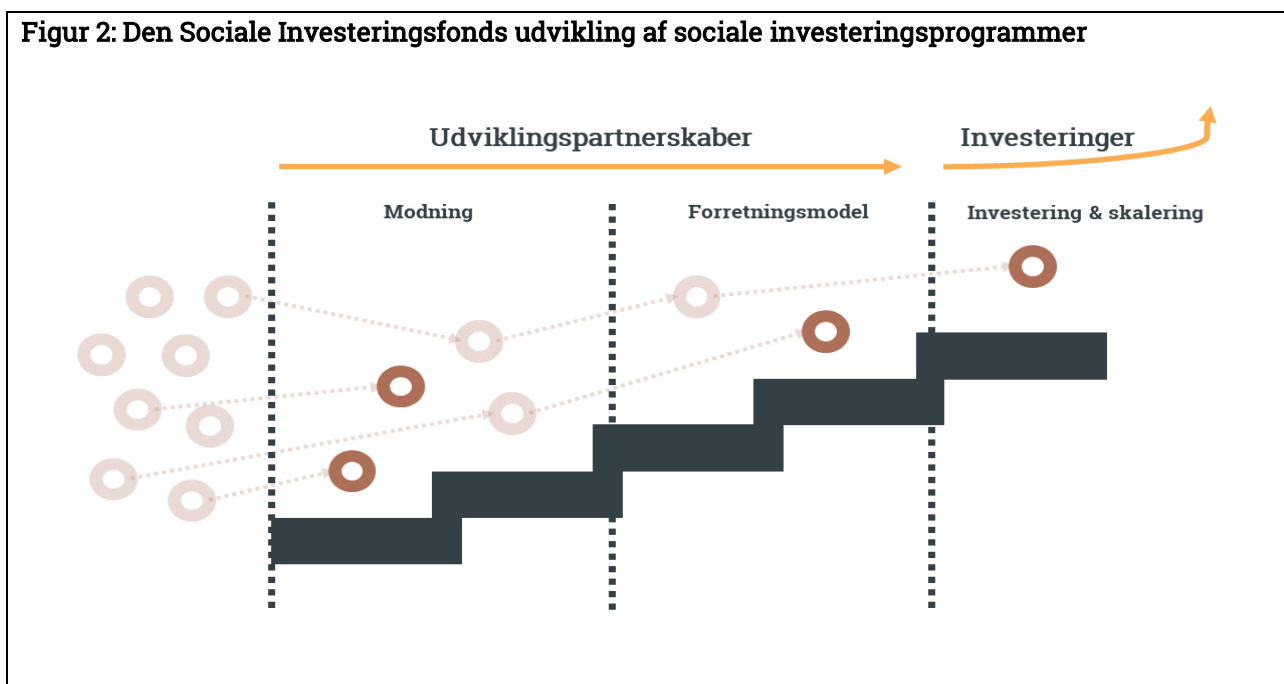 Figur 2: Den Sociale Investeringsfonds udvikling af sociale investeringsprogrammer
Udviklingspartnerskaber
Investeringer
Modning
Forretningsmodel
Investering & skalering